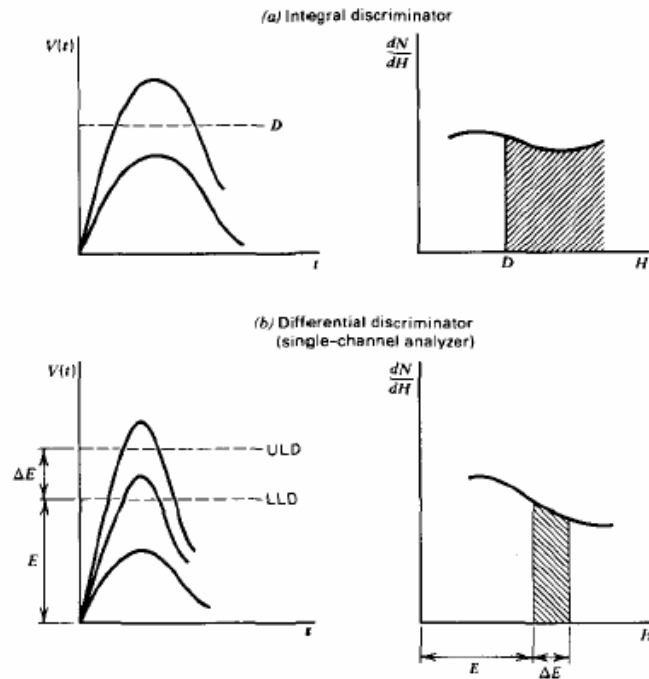 (a) Integral discriminator
V(t)
D
t
dN
dH
D
H
(b) Differential discriminator
(single-channel analyzer)
V(t)
ULD
ΔE
LLD
E
t
dN
dH
H
E
ΔE